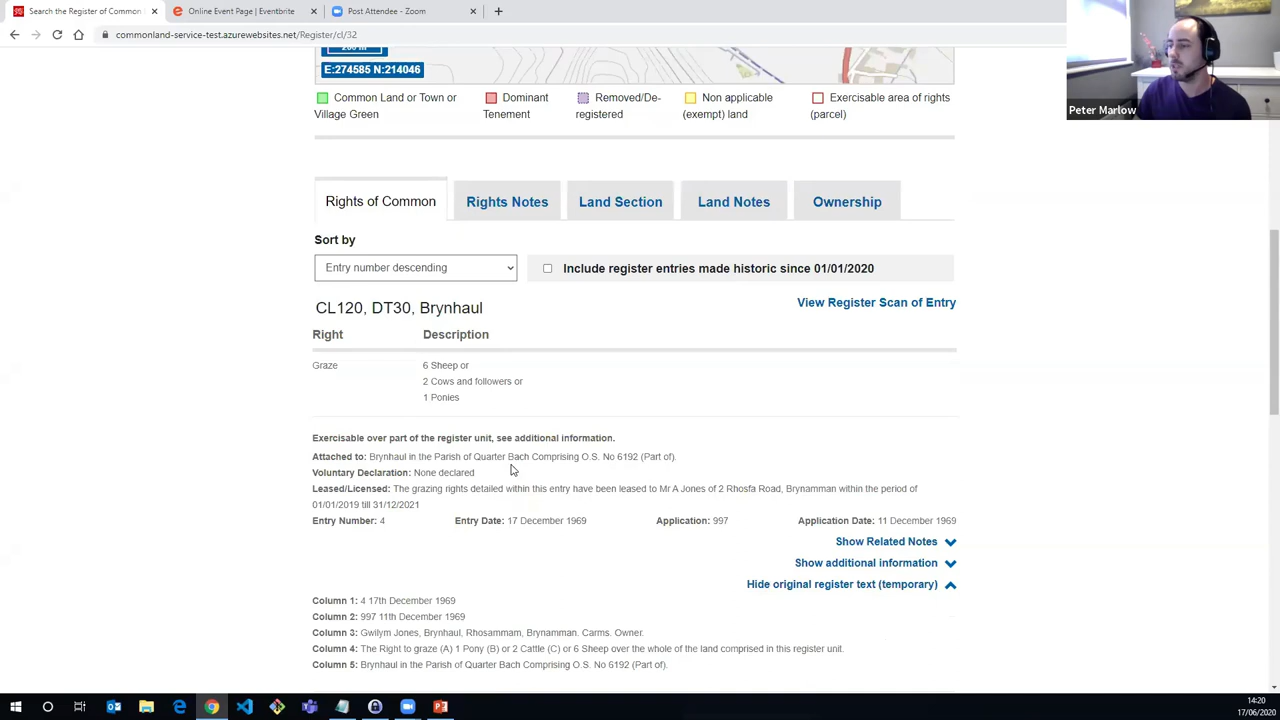 Search the Register of Common
Online Event Page | Eventbrite
Post Attendee - Zoom
commonland-service-test.azurewebsites.net/Register/cl/32
Peter Marlow
E:274585 N:214046
Common Land or Town or
Village Green
Dominant
Tenement
Removed/De-
registered
Non applicable
(exempt) land
Exercisable area of rights
(parcel)
Rights of Common
Rights Notes
Land Section
Land Notes
Ownership
Sort by
Entry number descending
Include register entries made historic since 01/01/2020
CL120, DT30, Brynhaul
View Register Scan of Entry
Right
Description
Graze
6 Sheep or
2 Cows and followers or
1 Ponies
Exercisable over part of the register unit, see additional information.
Attached to: Brynhaul in the Parish of Quarter Bach Comprising O.S. No 6192 (Part of).
Voluntary Declaration: None declared
Leased/Licensed: The grazing rights detailed within this entry have been leased to Mr A Jones of 2 Rhosfa Road, Brynamman within the period of
01/01/2019 till 31/12/2021
Entry Number: 4
Entry Date: 17 December 1969
Application: 997
Application Date: 11 December 1969
Show Related Notes
Show additional information
Hide original register text (temporary)
Column 1: 4 17th December 1969
Column 2: 997 11th December 1969
Column 3: Gwilym Jones, Brynhaul, Rhosammam, Brynamman. Carms. Owner.
Column 4: The Right to graze (A) 1 Pony (B) or 2 Cattle (C) or 6 Sheep over the whole of the land comprised in this register unit.
Column 5: Brynhaul in the Parish of Quarter Bach Comprising O.S. No 6192 (Part of).
14:20
17/06/2020